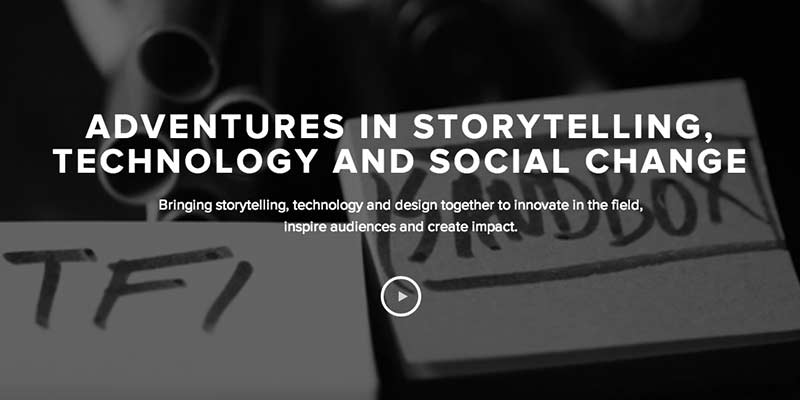 ADVENTURES IN STORYTELLING,
TECHNOLOGY AND SOCIAL CHANGE
Bringing storytelling, technology and design together to innovate in the field,
inspire audiences and create impact.
TFI
SANDBOX